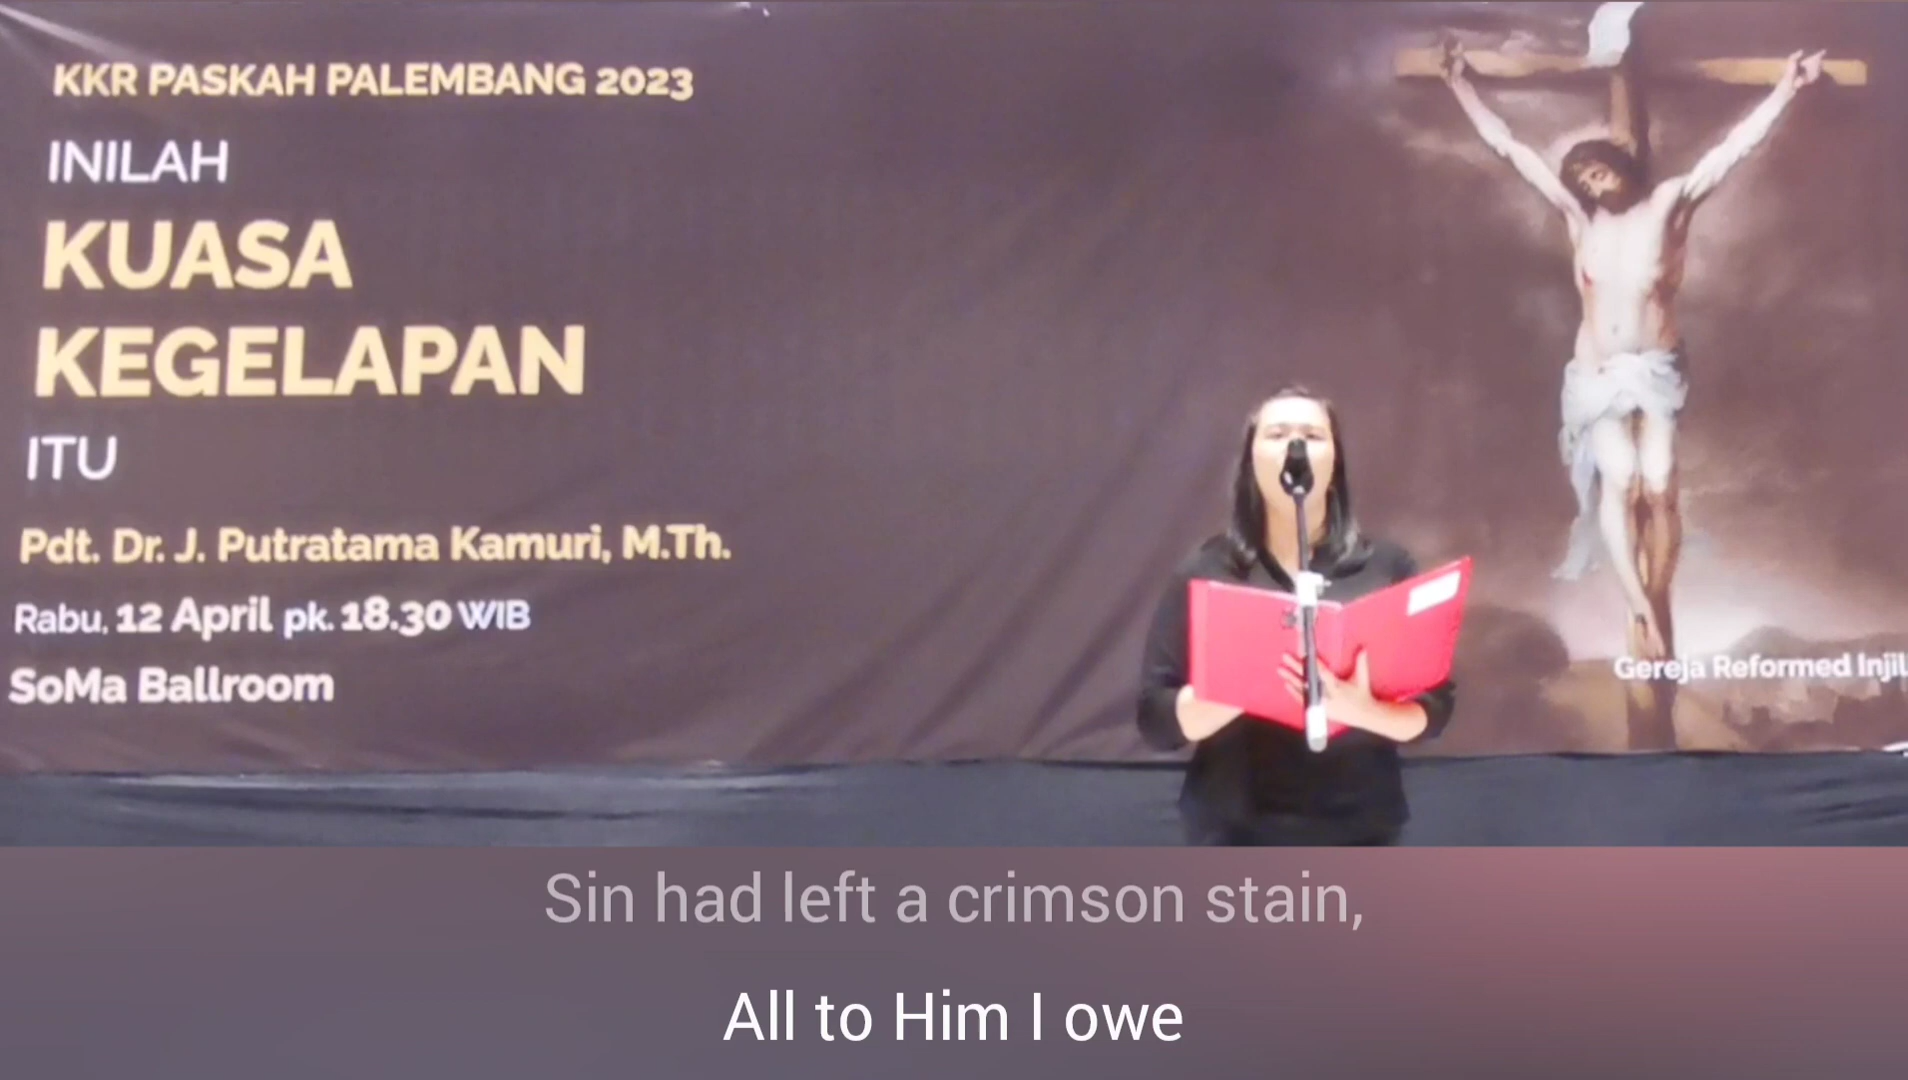 KKR PASKAH PALEMBANG 2023
INILAH
KUASA
KEGELAPAN
ITU
Pdt. Dr. J. Putratama Kamuri, M.Th.
Rabu, 12 April pk. 18.30 WIB
SoMa Ballroom
Gereja Reformed Injil
Sin had left a crimson stain,
All to Him I owe